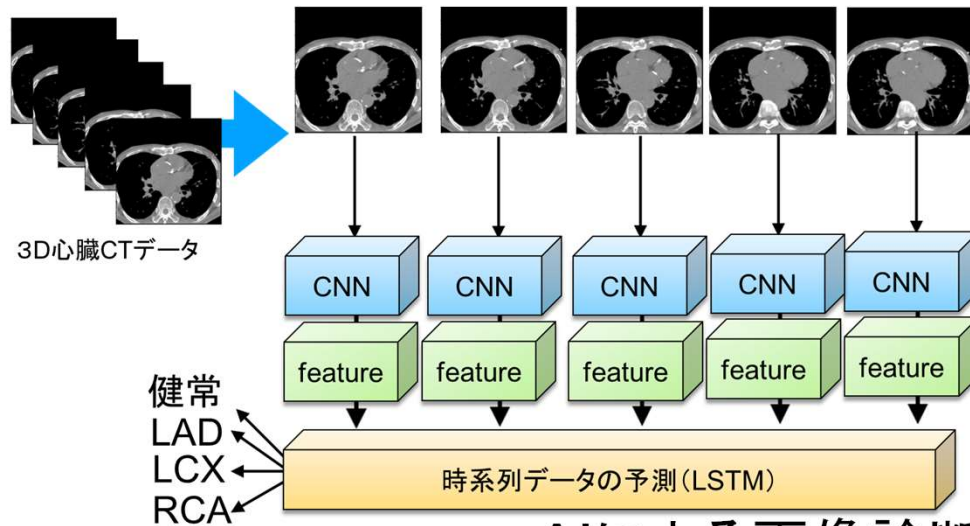 3D心臓CTデータ
CNN CNN CNN CNN CNN
feature feature feature feature feature
健常
LAD
LCX
RCA
時系列データの予測(LSTM)